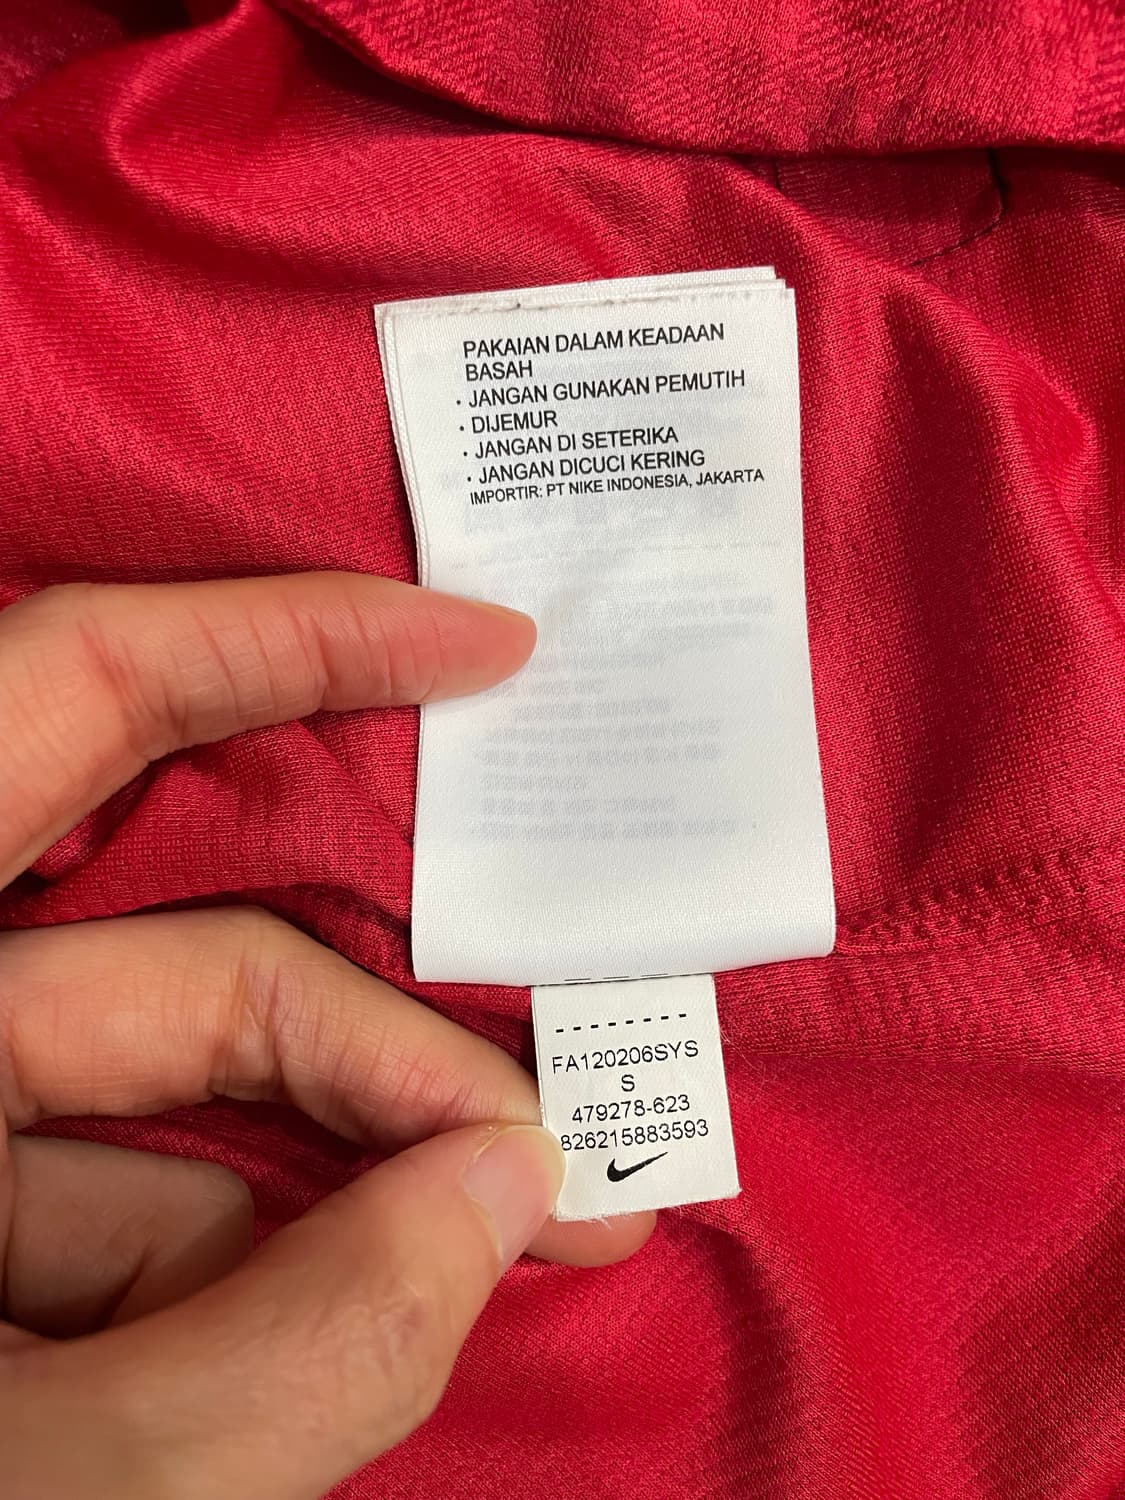 PAKAIAN DALAM KEADAAN
BASAH
. JANGAN GUNAKAN PEMUTIH
. DIJEMUR
. JANGAN DI SETERIKA
. JANGAN DICUCI KERING
IMPORTIR: PT NIKE INDONESIA, JAKARTA
--------
FA120206SYS
S
479278-623
826215883593